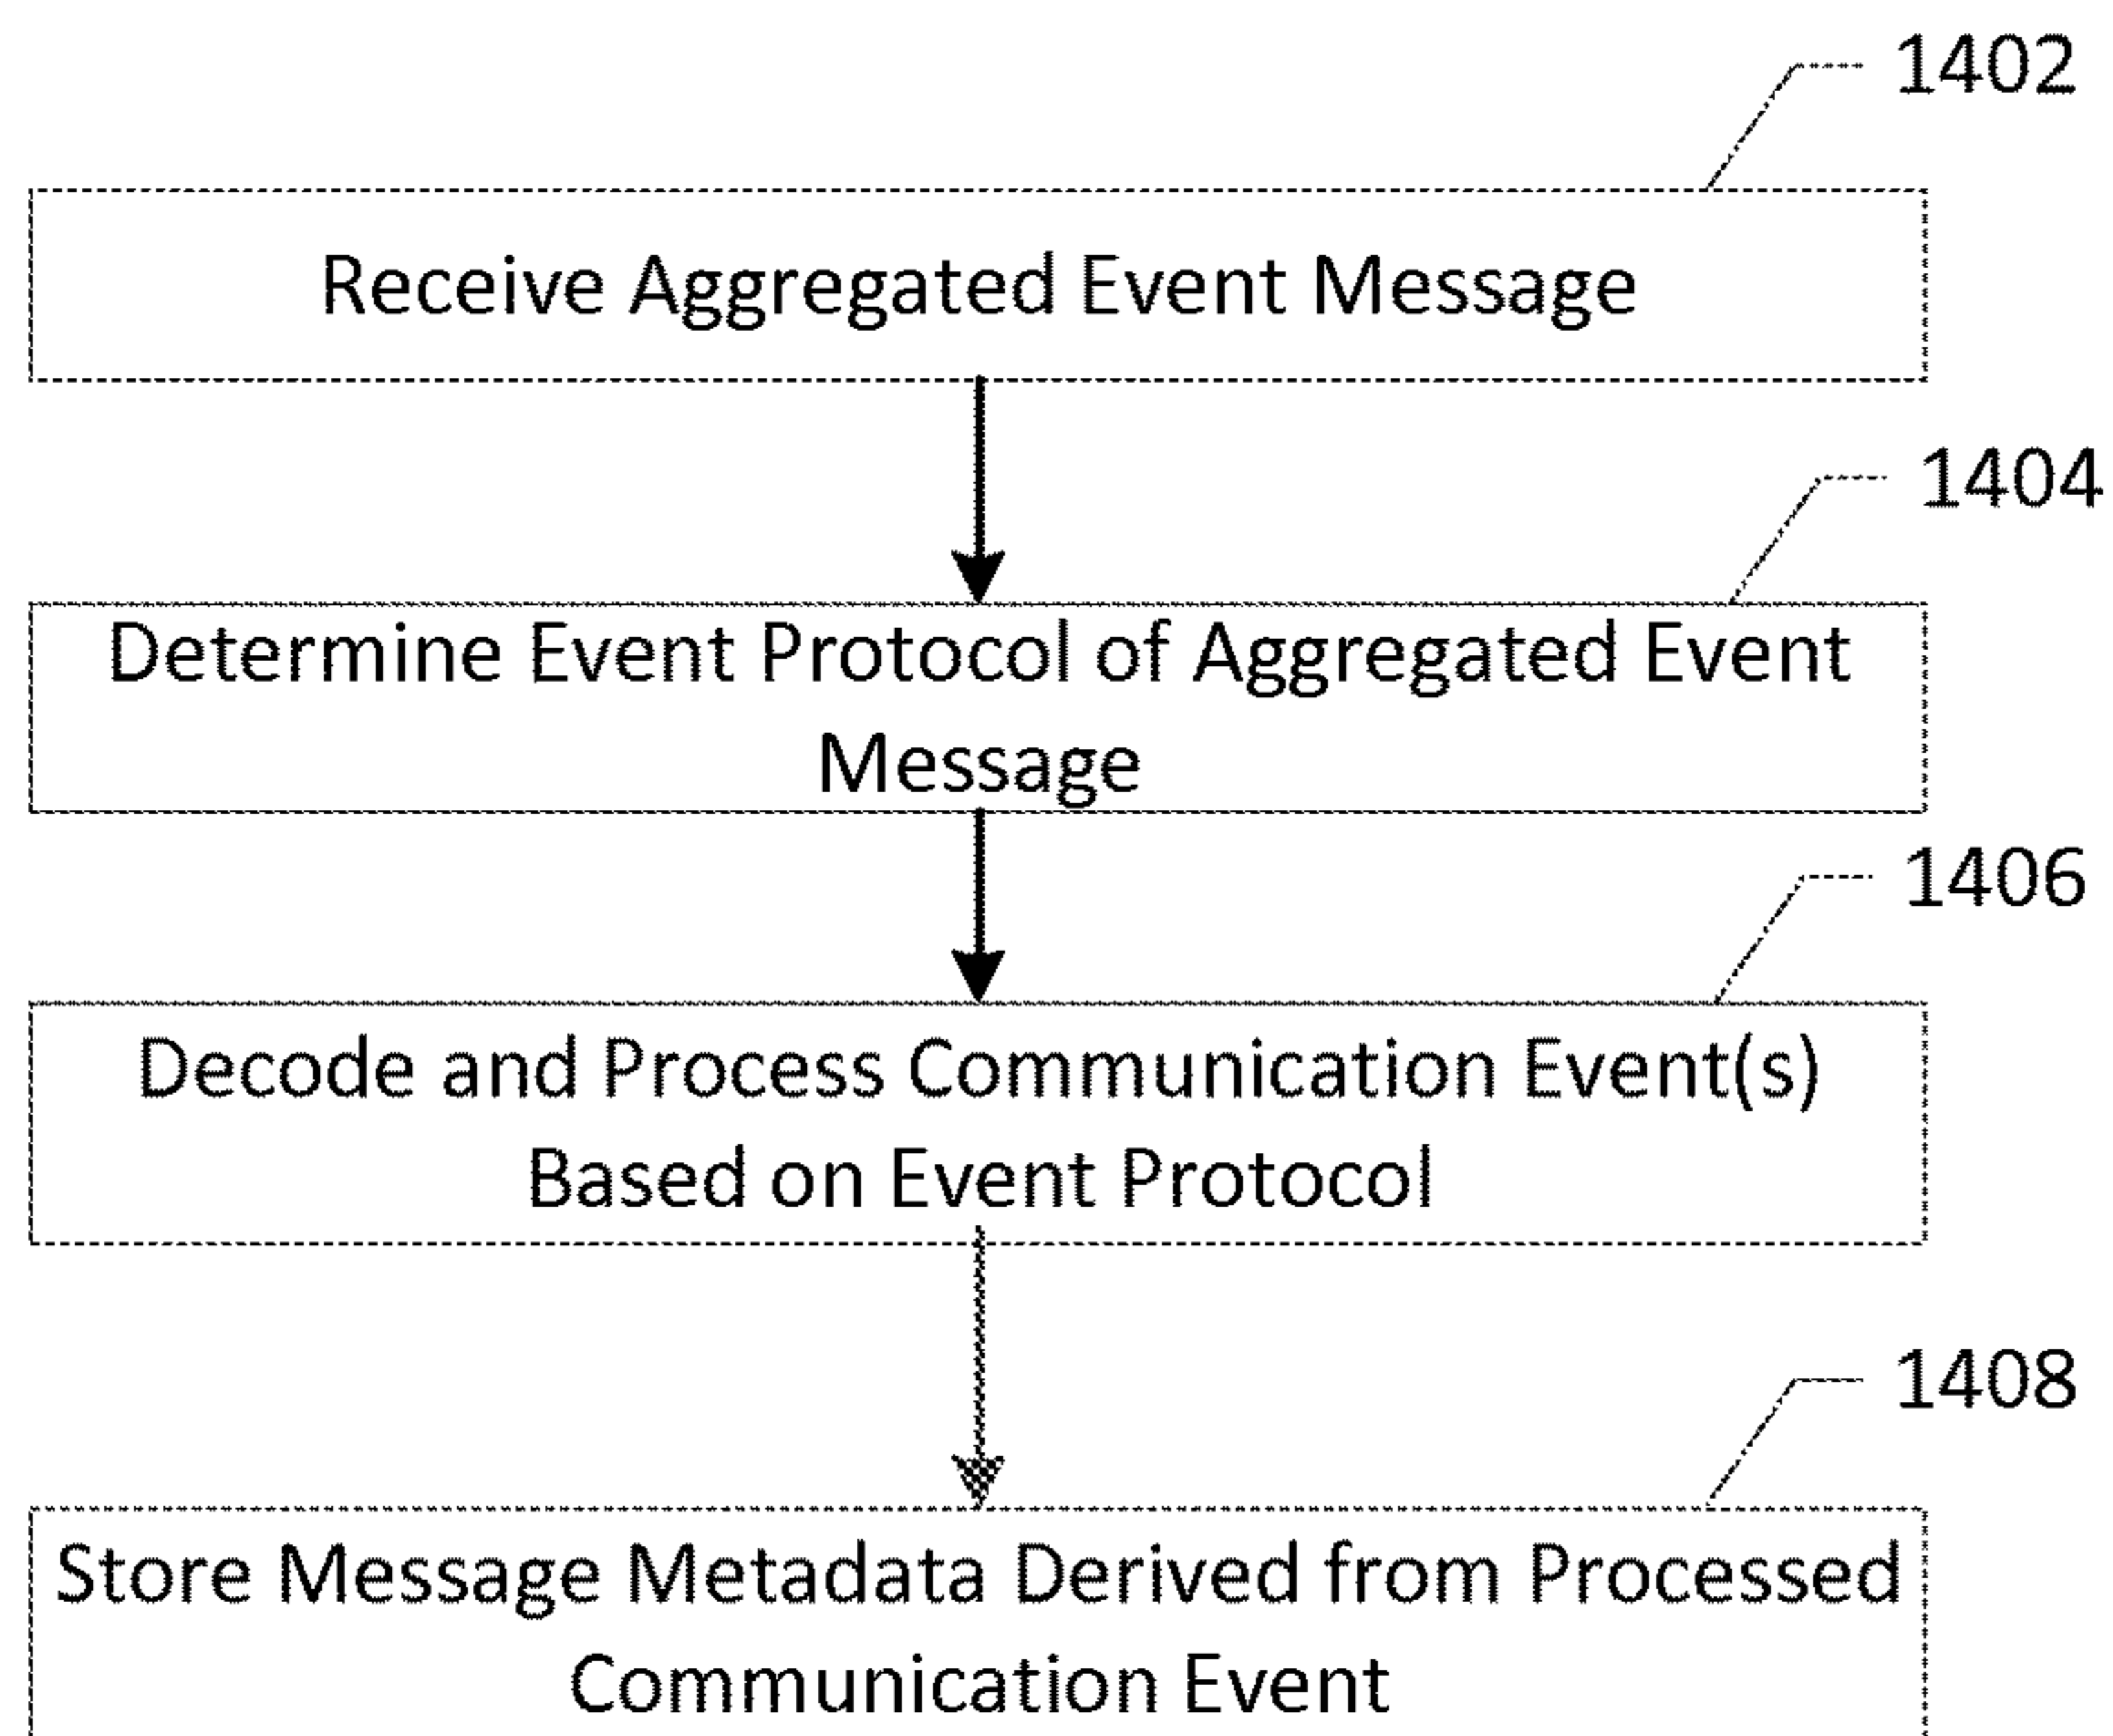 1402
Receive Aggregated Event Message
1404
Determine Event Protocol of Aggregated Event
Message
1406
Decode and Process Communication Event(s)
Based on Event Protocol
1408
Store Message Metadata Derived from Processed
Communication Event